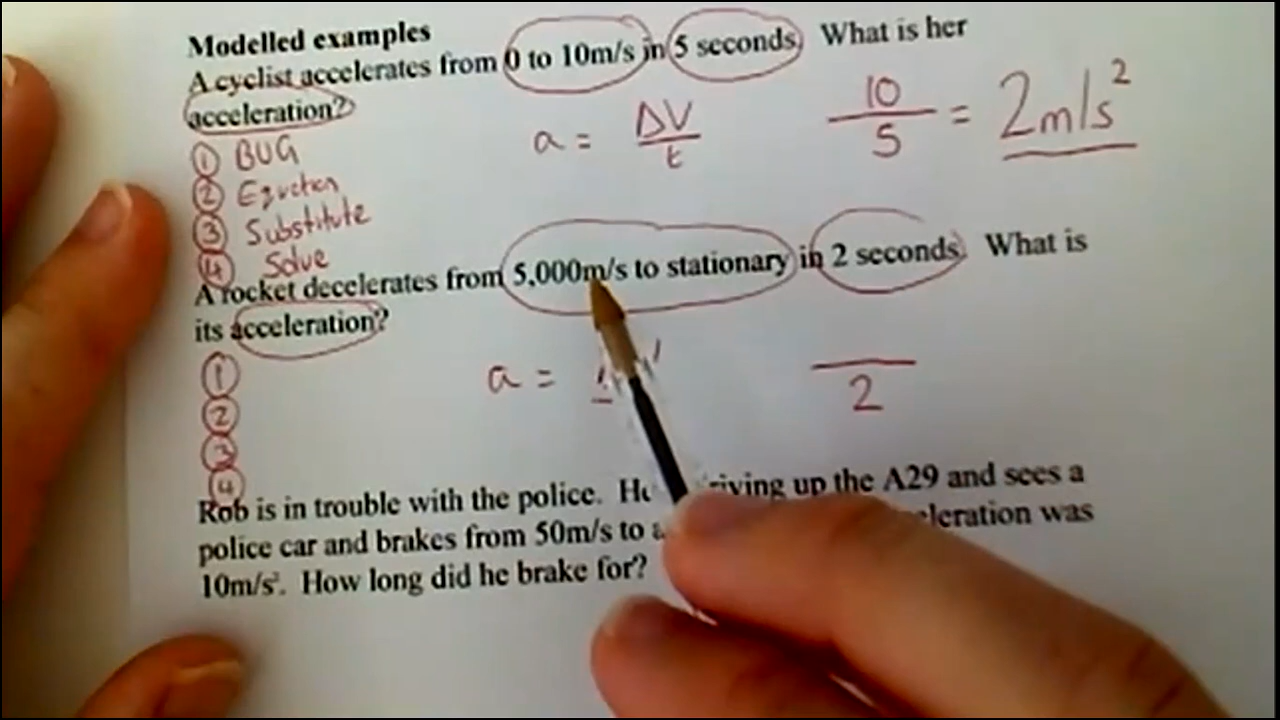 Modelled examples
A cyclist accelerates from 0 to 10m/s in 5 seconds. What is her
acceleration?
a = ΔV / t
10 / 5 = 2m/s²
① BUG
② Equation
③ Substitute
④ Solve
A rocket decelerates from 5,000m/s to stationary in 2 seconds. What is
its acceleration?
①
②
③
④
a =
2
Rob is in trouble with the police. driving up the A29 and sees a
police car and brakes from 50m/s to was
10m/s². How long did he brake for?